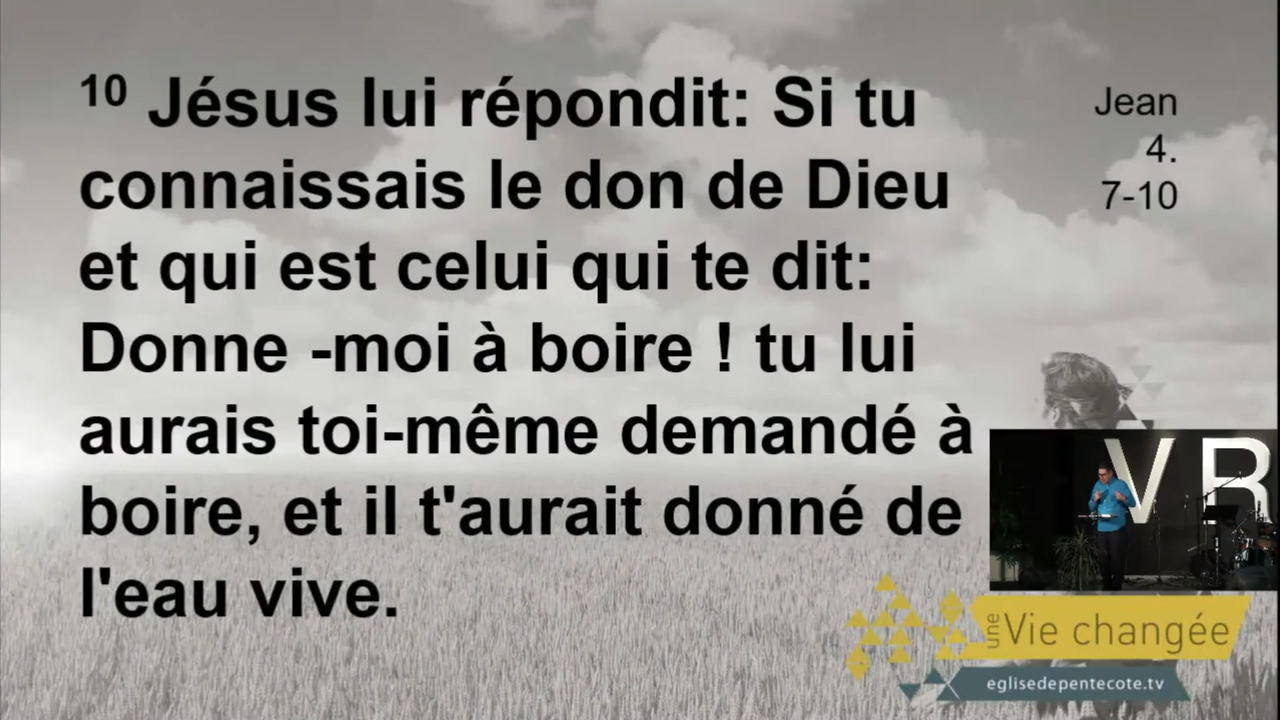 10 Jésus lui répondit: Si tu
connaissais le don de Dieu
et qui est celui qui te dit:
Donne -moi à boire ! tu lui
aurais toi-même demandé à
boire, et il t'aurait donné de
l'eau vive.
Jean
4.
7-10
V R
une Vie changée
eglisedepentecote.tv